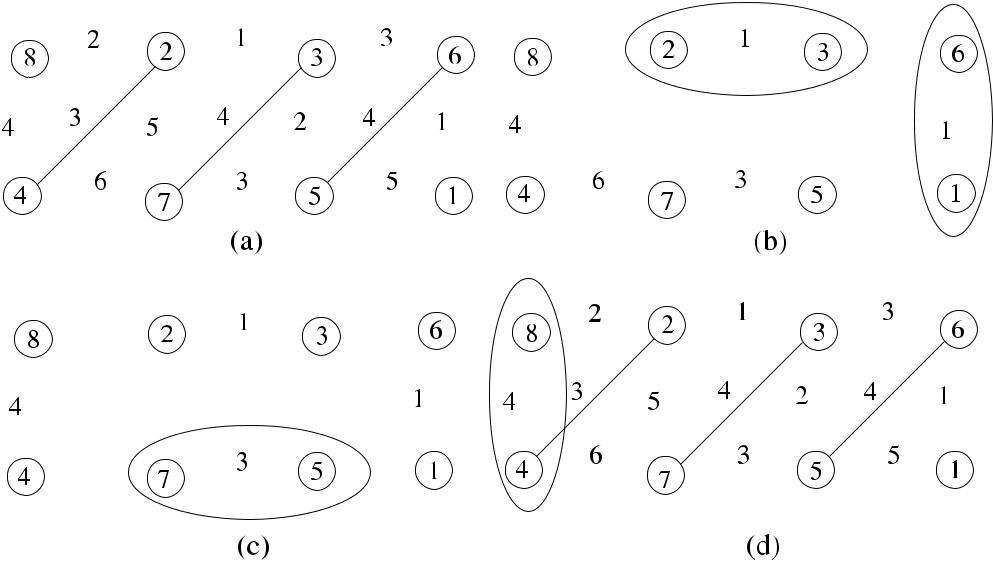 8 2 2 1 3 3 6
4 3 5 4 2 4 1
4 6 7 3 5 5 1
(a)
8 2 1 3 6
4 1
4 6 7 3 5 1
(b)
8 2 1 3 6
4 1
4 7 3 5 1
(c)
8 2 2 1 3 3 6
4 3 5 4 2 4 1
4 6 7 3 5 5 1
(d)